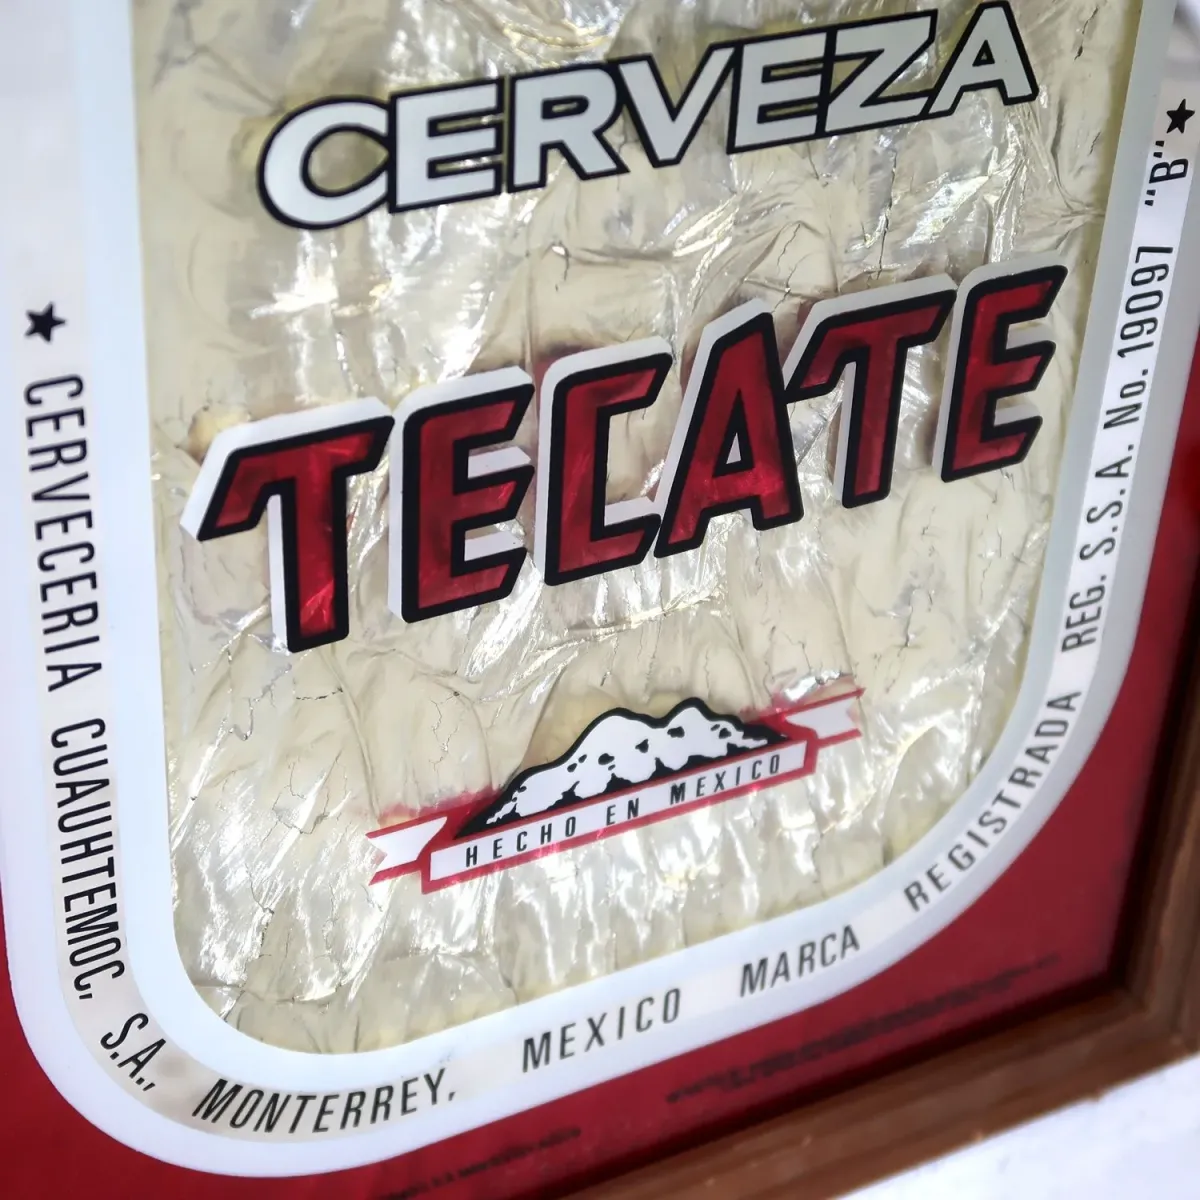 CERVEZA
TECATE
HECHO EN MEXICO
★ CERVECERIA CUAUHTEMOC, S.A., MONTERREY, MEXICO MARCA REGISTRADA REG. S.S.A. No. 19097 "B" ★